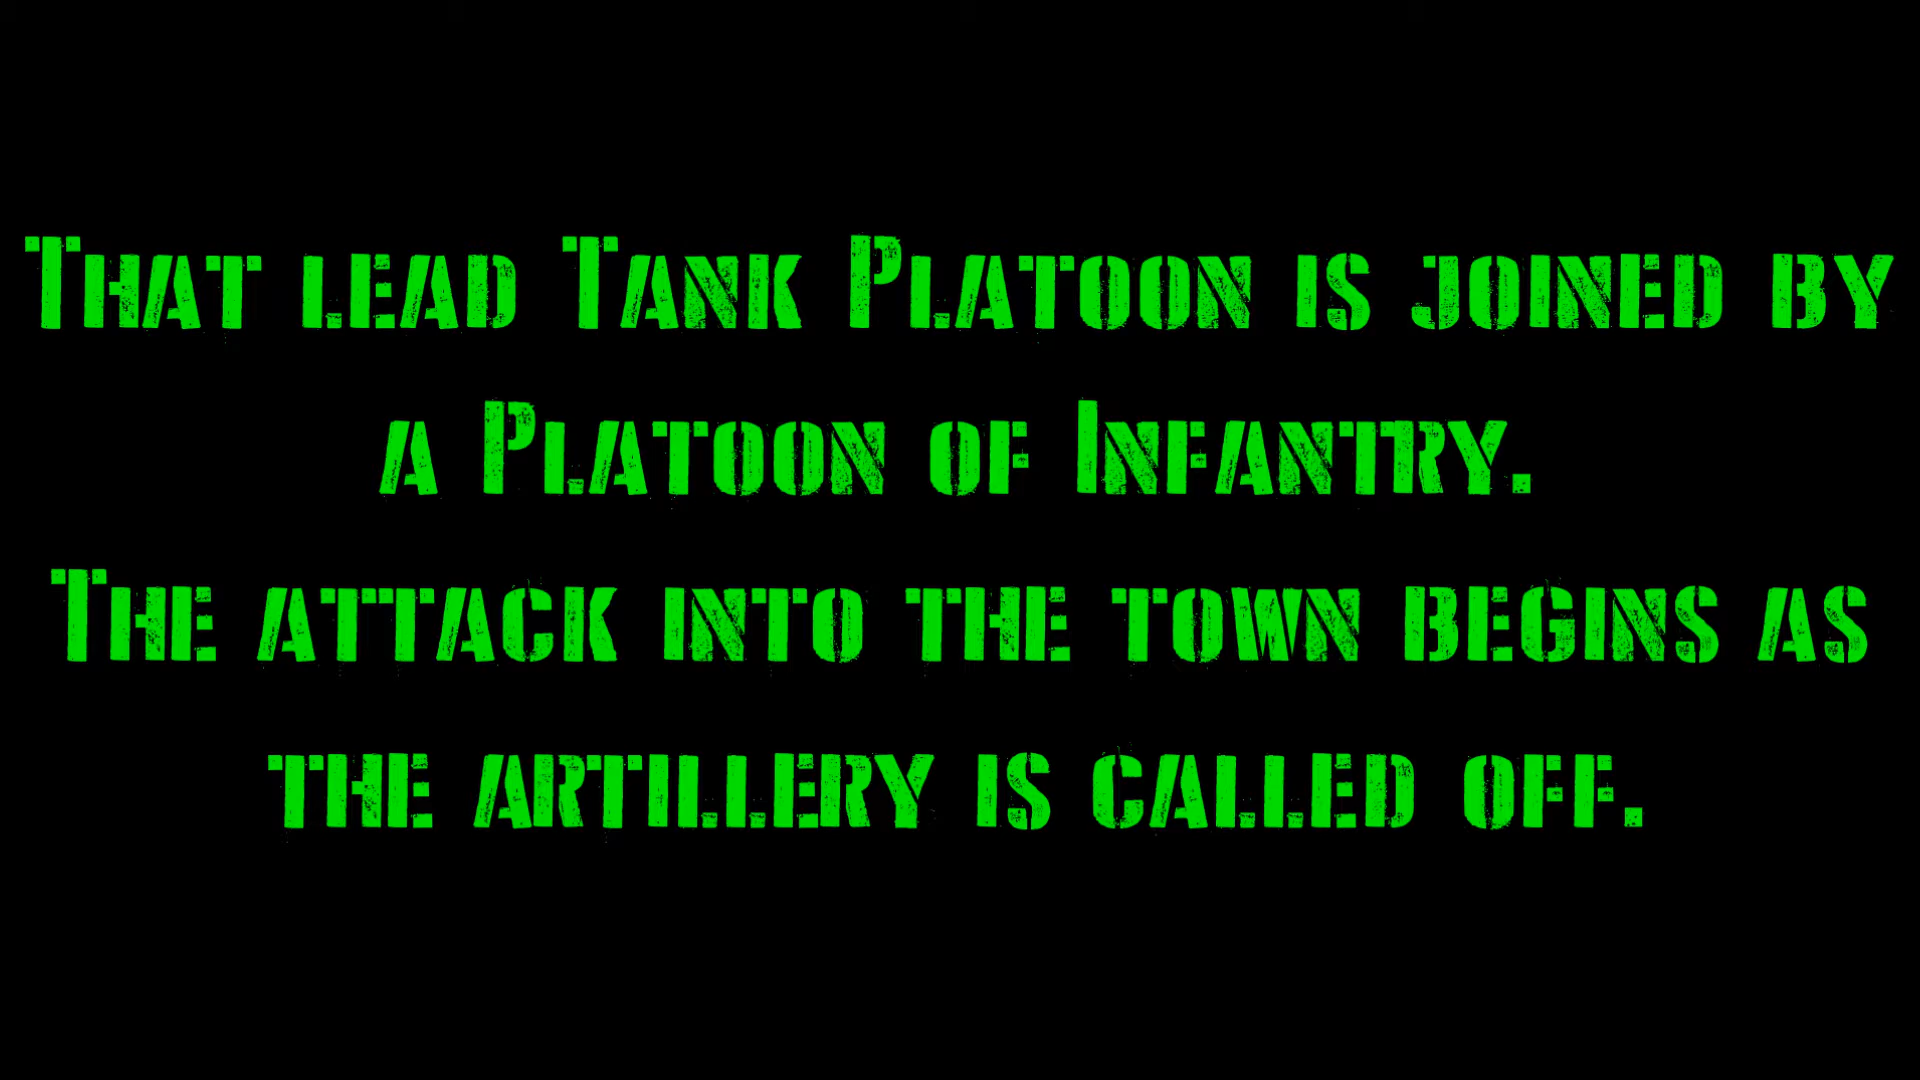 That lead Tank Platoon is joined by
a Platoon of Infantry.
The attack into the town begins as
the artillery is called off.